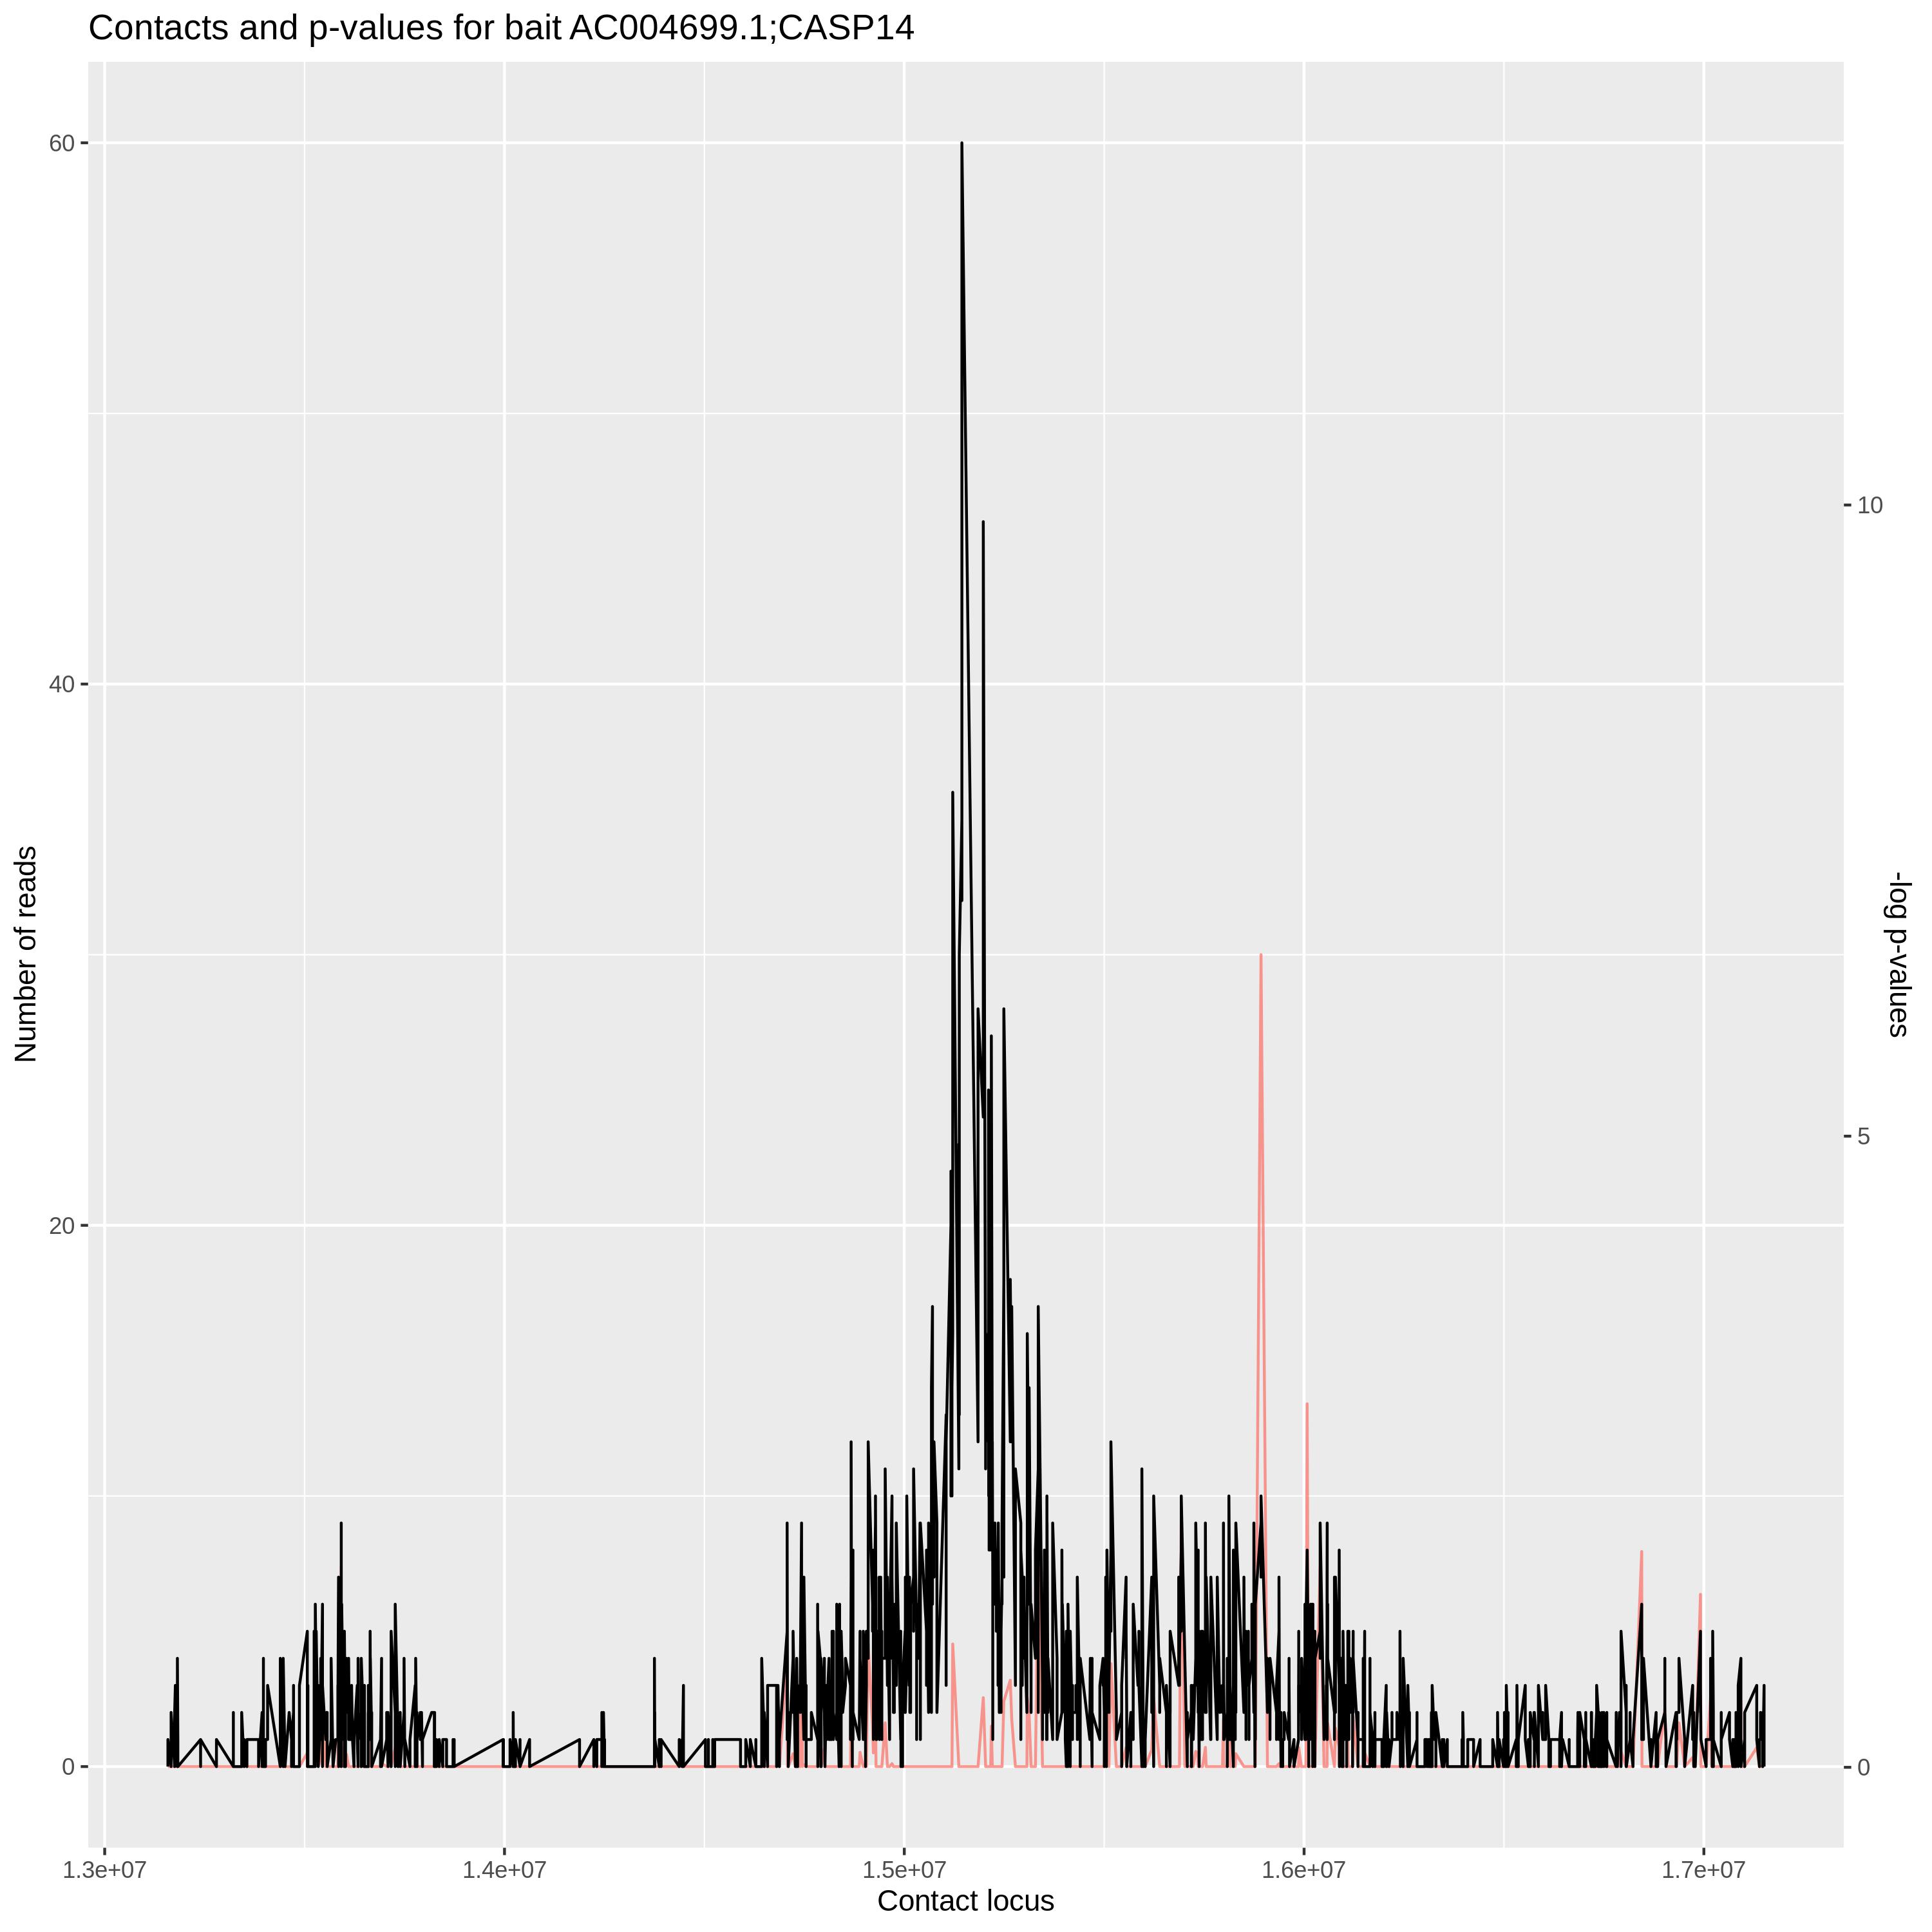 Contacts and p-values for bait AC004699.1;CASP14
60
40
20
0
Number of reads
10
5
0
-log p-values
1.3e+07
1.4e+07
1.5e+07
1.6e+07
1.7e+07
Contact locus